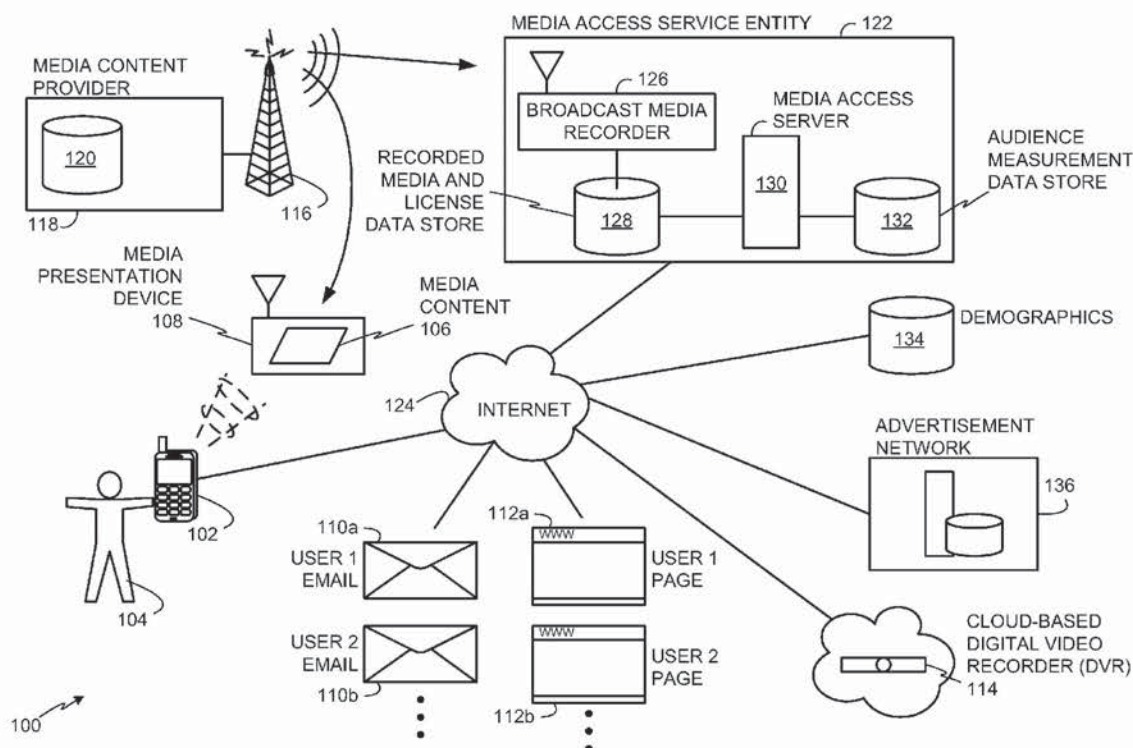 MEDIA ACCESS SERVICE ENTITY
122
MEDIA CONTENT
PROVIDER
120
118
116
126
BROADCAST MEDIA
RECORDER
MEDIA ACCESS
SERVER
130
RECORDED
MEDIA AND
LICENSE
DATA STORE
128
132
AUDIENCE
MEASUREMENT
DATA STORE
MEDIA
PRESENTATION
DEVICE
108
MEDIA
CONTENT
106
134
DEMOGRAPHICS
124
INTERNET
ADVERTISEMENT
NETWORK
136
102
104
110a
USER 1
EMAIL
112a
WWW
USER 1
PAGE
USER 2
EMAIL
110b
WWW
USER 2
PAGE
112b
CLOUD-BASED
DIGITAL VIDEO
RECORDER (DVR)
114
100